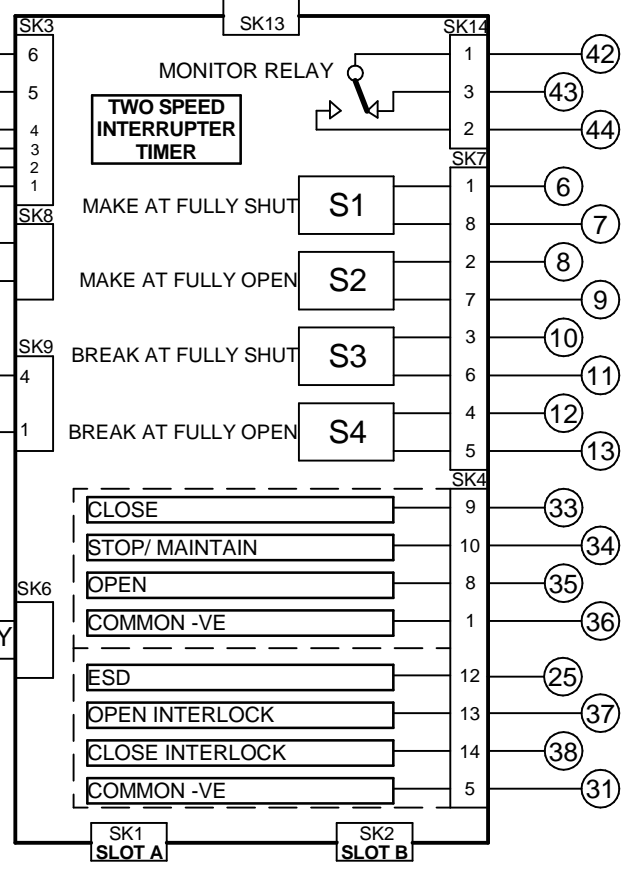 SK3
SK13
SK14
6
MONITOR RELAY
1
42
5
3
43
TWO SPEED
INTERRUPTER
TIMER
4
3
2
1
2
44
SK7
MAKE AT FULLY SHUT
S1
1
6
8
7
SK8
MAKE AT FULLY OPEN
S2
2
8
7
9
SK9
4
BREAK AT FULLY SHUT
S3
3
10
6
11
1
BREAK AT FULLY OPEN
S4
4
12
5
13
SK4
CLOSE
9
33
STOP/ MAINTAIN
10
34
OPEN
8
35
SK6
COMMON -VE
1
36
Y
ESD
12
25
OPEN INTERLOCK
13
37
CLOSE INTERLOCK
14
38
COMMON -VE
5
31
SK1
SLOT A
SK2
SLOT B